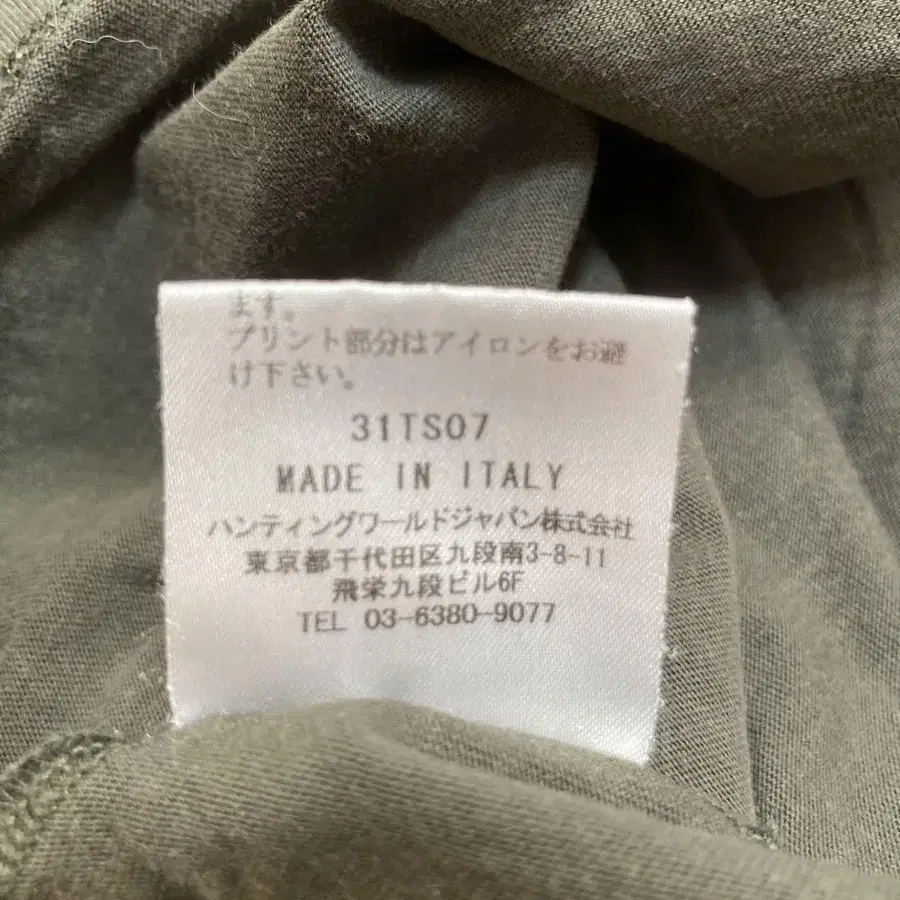 ます。
プリント部分はアイロンをお避
け下さい。
31TS07
MADE IN ITALY
ハンティングワールドジャパン株式会社
東京都千代田区九段南3-8-11
飛栄九段ビル6F
TEL 03-6380-9077